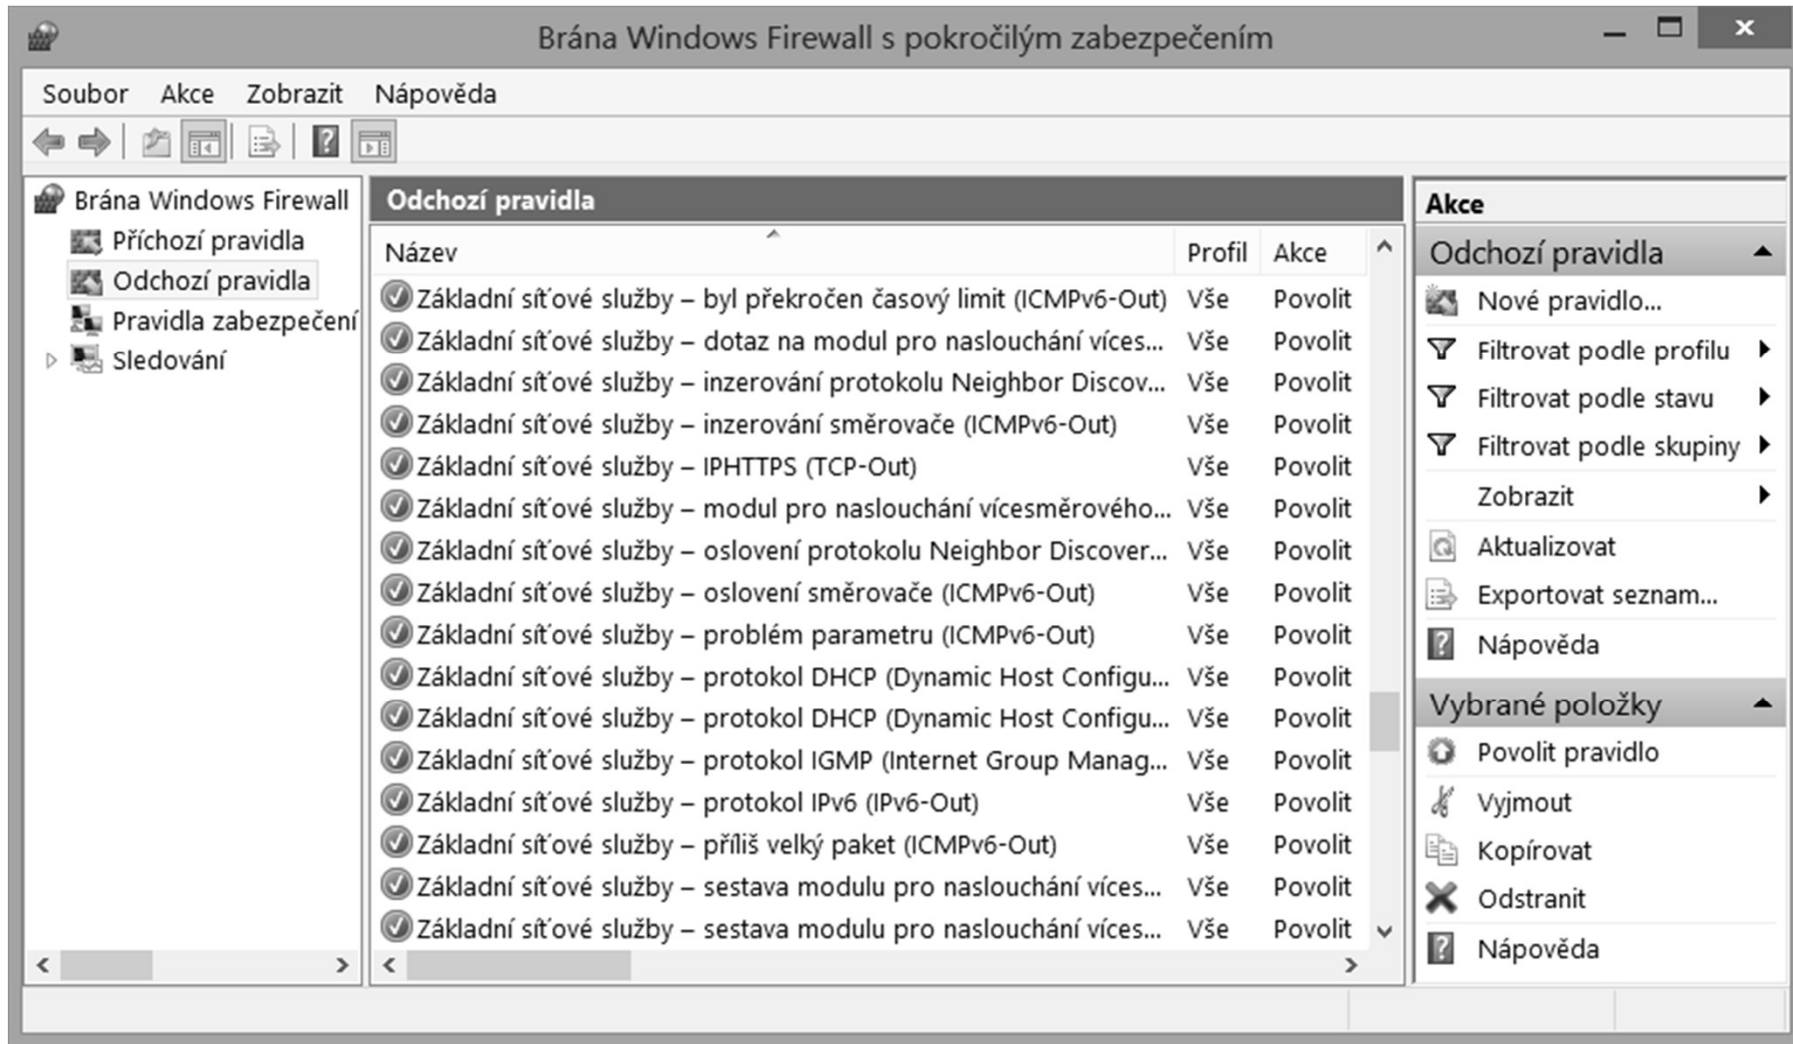 Brána Windows Firewall s pokročilým zabezpečením
Soubor Akce Zobrazit Nápověda
Brána Windows Firewall
Příchozí pravidla
Odchozí pravidla
Pravidla zabezpečení
Sledování
Odchozí pravidla
Název Profil Akce
Základní síťové služby – byl překročen časový limit (ICMPv6-Out) Vše Povolit
Základní síťové služby – dotaz na modul pro naslouchání víces... Vše Povolit
Základní síťové služby – inzerování protokolu Neighbor Discov... Vše Povolit
Základní síťové služby – inzerování směrovače (ICMPv6-Out) Vše Povolit
Základní síťové služby – IPHTTPS (TCP-Out) Vše Povolit
Základní síťové služby – modul pro naslouchání vícesměrového... Vše Povolit
Základní síťové služby – oslovení protokolu Neighbor Discover... Vše Povolit
Základní síťové služby – oslovení směrovače (ICMPv6-Out) Vše Povolit
Základní síťové služby – problém parametru (ICMPv6-Out) Vše Povolit
Základní síťové služby – protokol DHCP (Dynamic Host Configu... Vše Povolit
Základní síťové služby – protokol DHCP (Dynamic Host Configu... Vše Povolit
Základní síťové služby – protokol IGMP (Internet Group Manag... Vše Povolit
Základní síťové služby – protokol IPv6 (IPv6-Out) Vše Povolit
Základní síťové služby – příliš velký paket (ICMPv6-Out) Vše Povolit
Základní síťové služby – sestava modulu pro naslouchání víces... Vše Povolit
Základní síťové služby – sestava modulu pro naslouchání víces... Vše Povolit
Akce
Odchozí pravidla
Nové pravidlo...
Filtrovat podle profilu
Filtrovat podle stavu
Filtrovat podle skupiny
Zobrazit
Aktualizovat
Exportovat seznam...
Nápověda
Vybrané položky
Povolit pravidlo
Vyjmout
Kopírovat
Odstranit
Nápověda